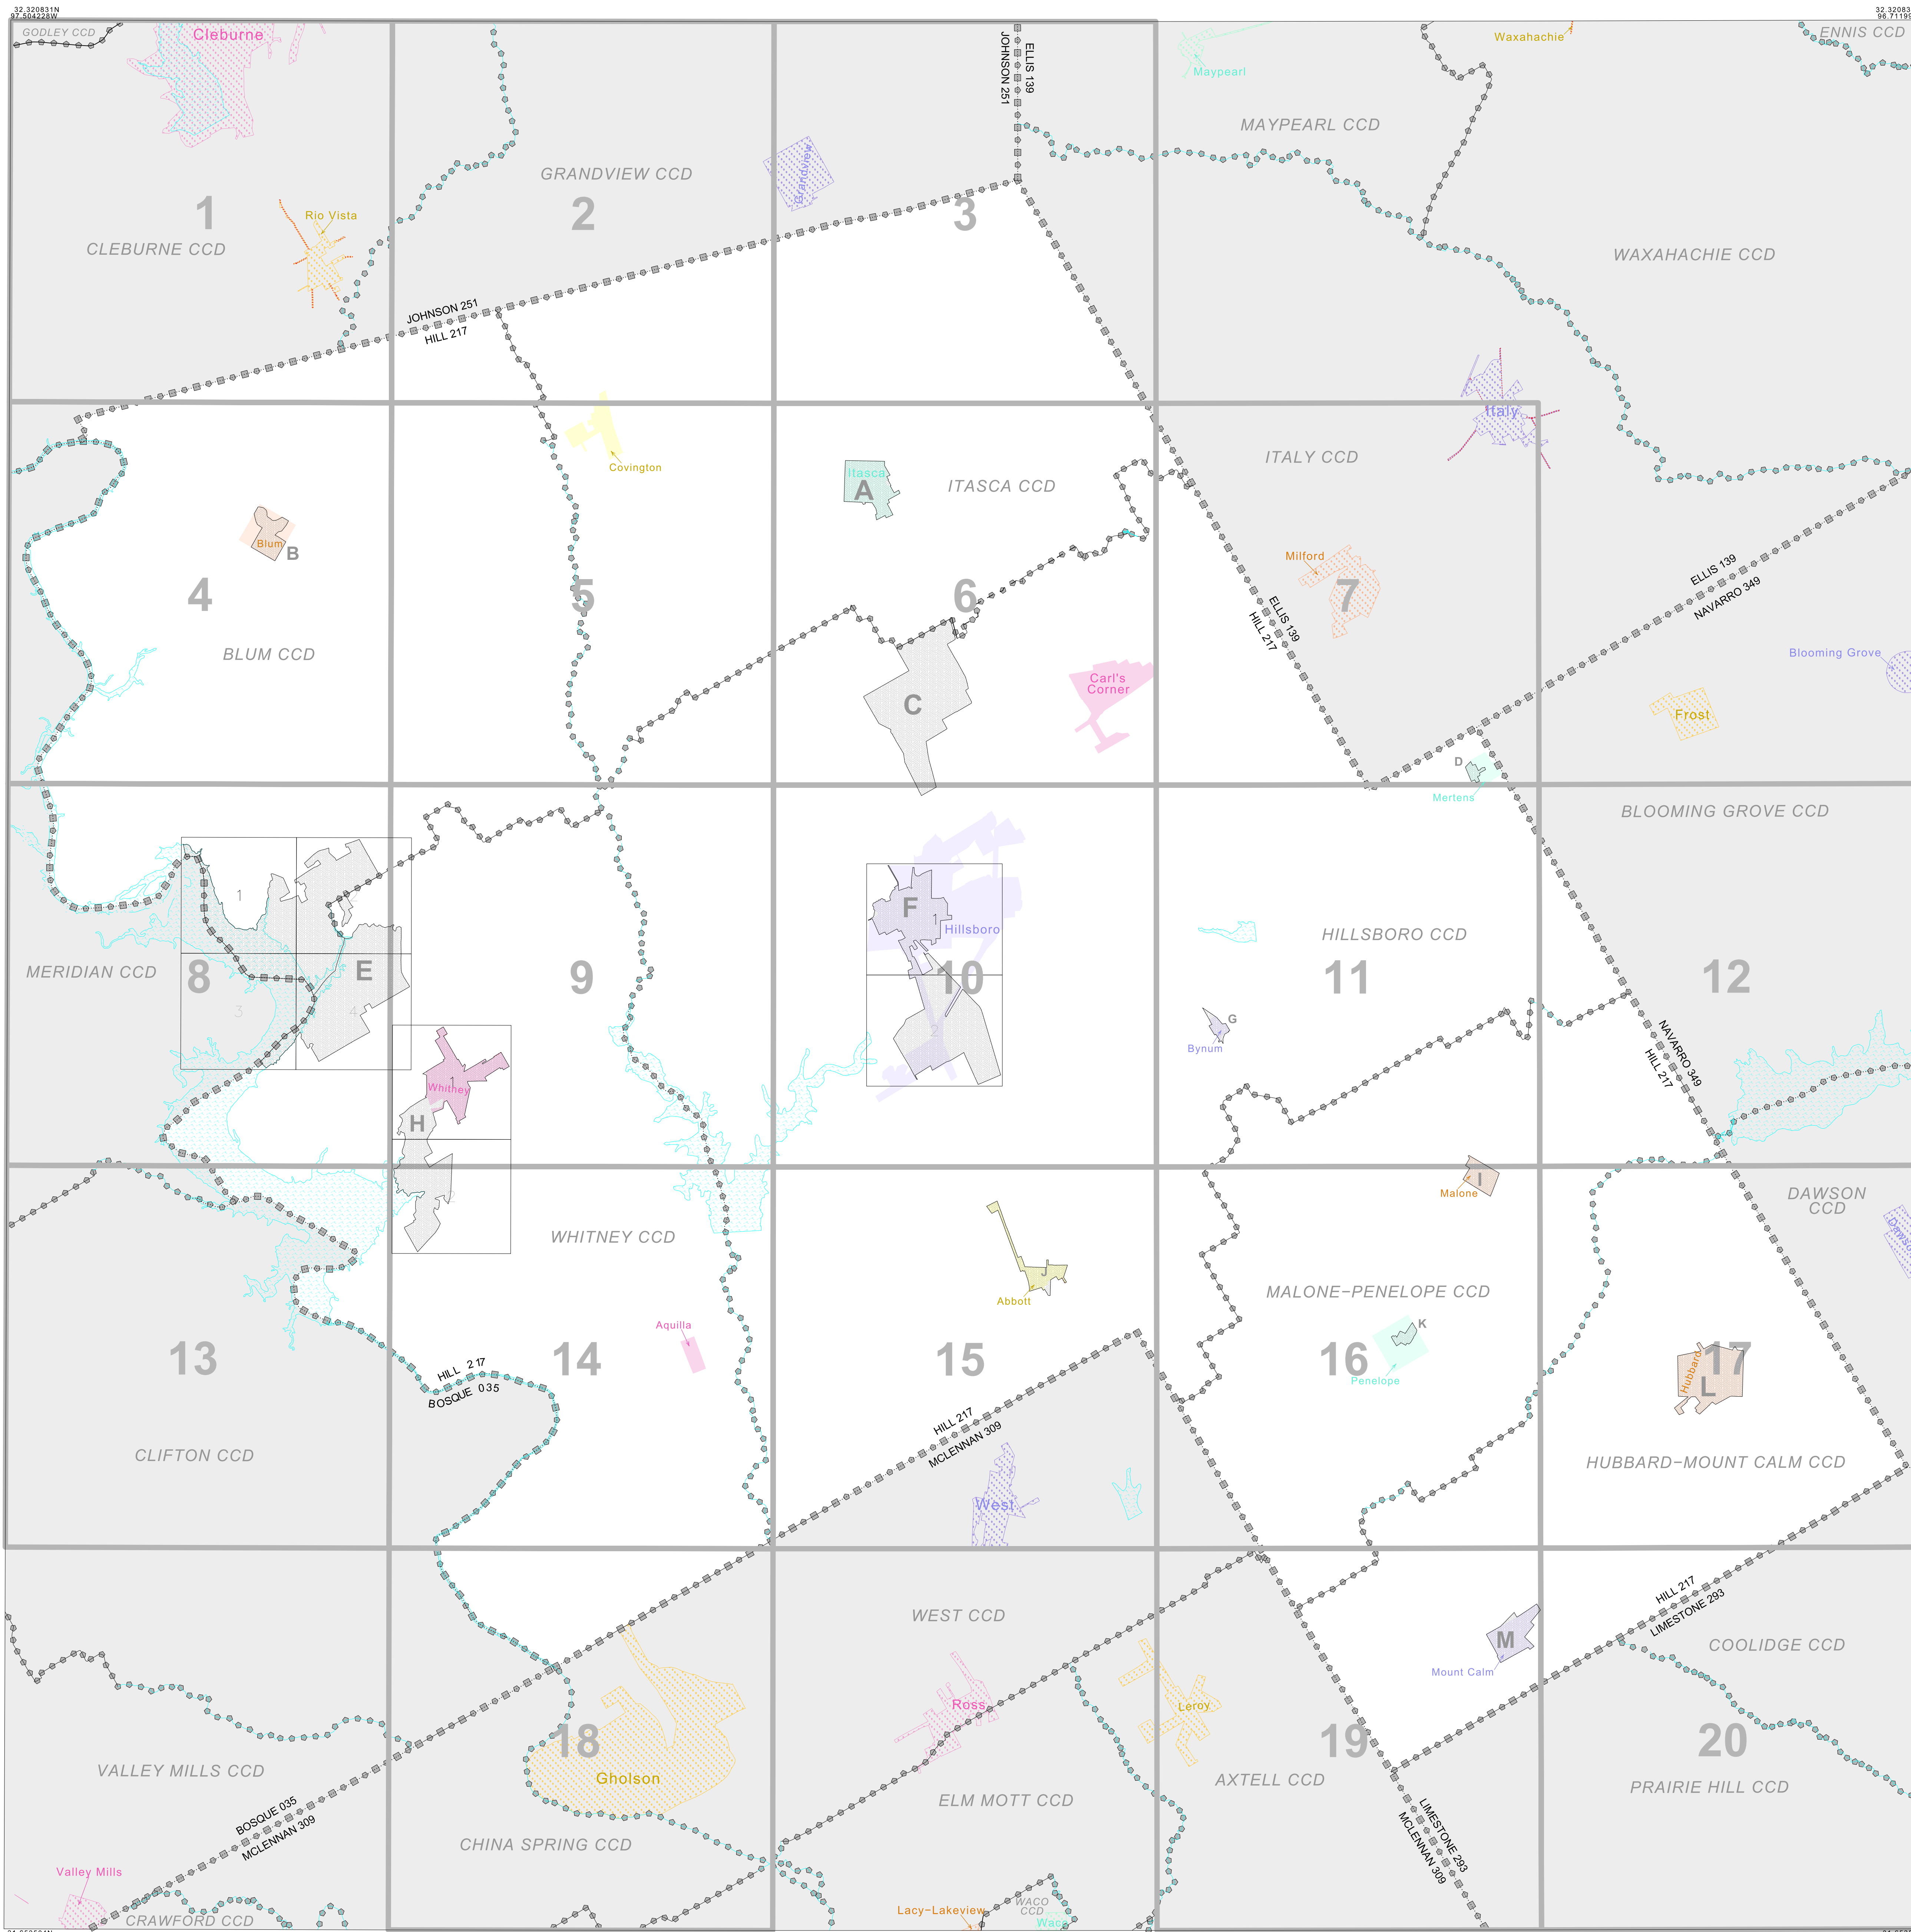 32.320831N
97.504228W
32.32083
96.71199
GODLEY CCD
Cleburne
JOHNSON 251
ELLIS 139
Maypearl
Waxahachie
ENNIS CCD
MAYPEARL CCD
GRANDVIEW CCD
Grandview
1
2
3
Rio Vista
CLEBURNE CCD
WAXAHACHIE CCD
JOHNSON 251
HILL 217
Italy
Covington
Itasca
A
ITASCA CCD
ITALY CCD
Blum
B
Milford
4
5
6
7
ELLIS 139
NAVARRO 349
ELLIS 139
HILL 217
BLUM CCD
Blooming Grove
Carl's
Corner
C
Frost
D
Mertens
BLOOMING GROVE CCD
1
2
F
1
Hillsboro
HILLSBORO CCD
MERIDIAN CCD
8
E
9
10
11
12
3
4
2
G
Bynum
NAVARRO 349
HILL 217
1
Whitney
H
2
I
Malone
DAWSON
CCD
WHITNEY CCD
J
Abbott
MALONE-PENELOPE CCD
Aquilla
K
Penelope
Hubbard
L
13
14
15
16
17
HILL 217
BOSQUE 035
HILL 217
MCLENNAN 309
CLIFTON CCD
HUBBARD-MOUNT CALM CCD
West
WEST CCD
HILL 217
LIMESTONE 293
M
Mount Calm
COOLIDGE CCD
Ross
Leroy
18
19
20
VALLEY MILLS CCD
Gholson
AXTELL CCD
PRAIRIE HILL CCD
ELM MOTT CCD
BOSQUE 035
MCLENNAN 309
LIMESTONE 293
MCLENNAN 309
CHINA SPRING CCD
Valley Mills
CRAWFORD CCD
Lacy-Lakeview
WACO
CCD
Waco